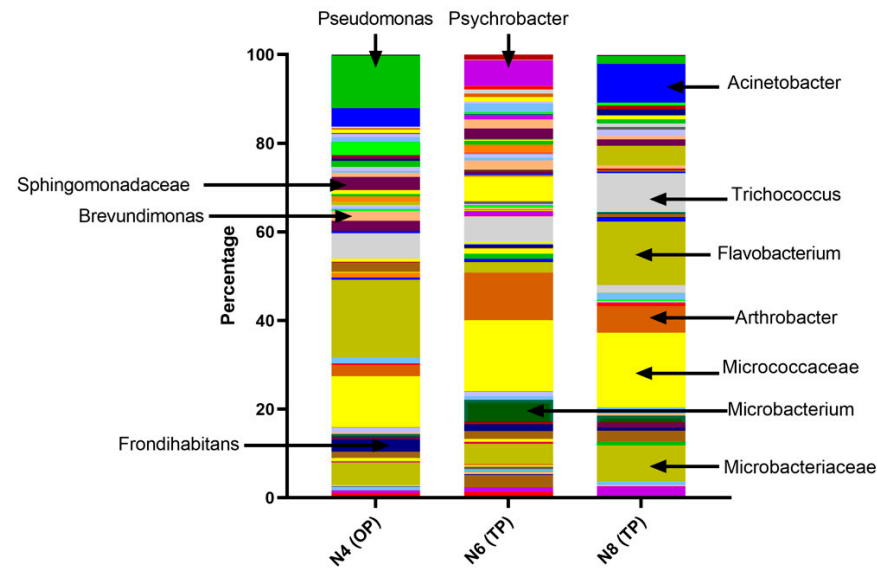 Pseudomonas
Psychrobacter
100
Acinetobacter
80
Sphingomonadaceae
Trichococcus
Brevundimonas
60
Flavobacterium
Percentage
40
Arthrobacter
Micrococcaceae
20
Microbacterium
Frondihabitans
Microbacteriaceae
0
N4 (OP)
N6 (TP)
N8 (TP)